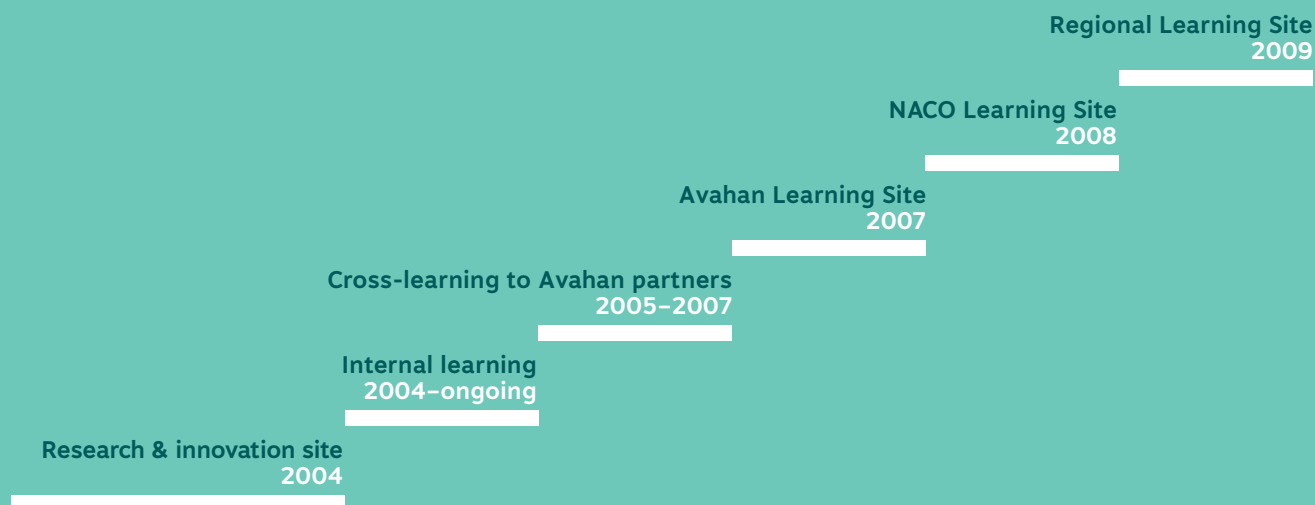 Regional Learning Site
2009
NACO Learning Site
2008
Avahan Learning Site
2007
Cross-learning to Avahan partners
2005–2007
Internal learning
2004–ongoing
Research & innovation site
2004